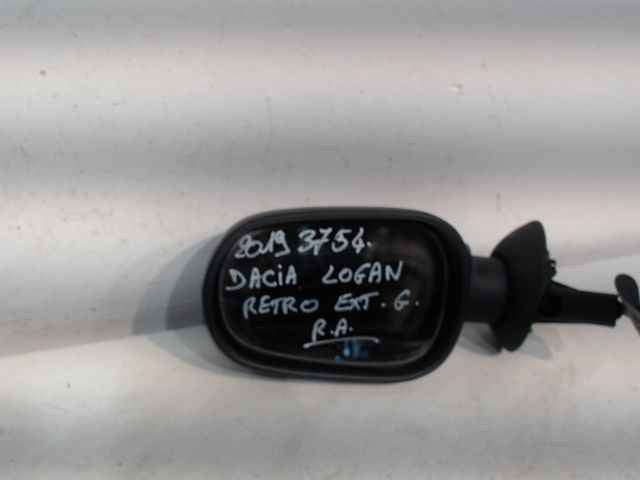 2019 3754.
DACIA LOGAN
RETRO EXT. G.
R.A.